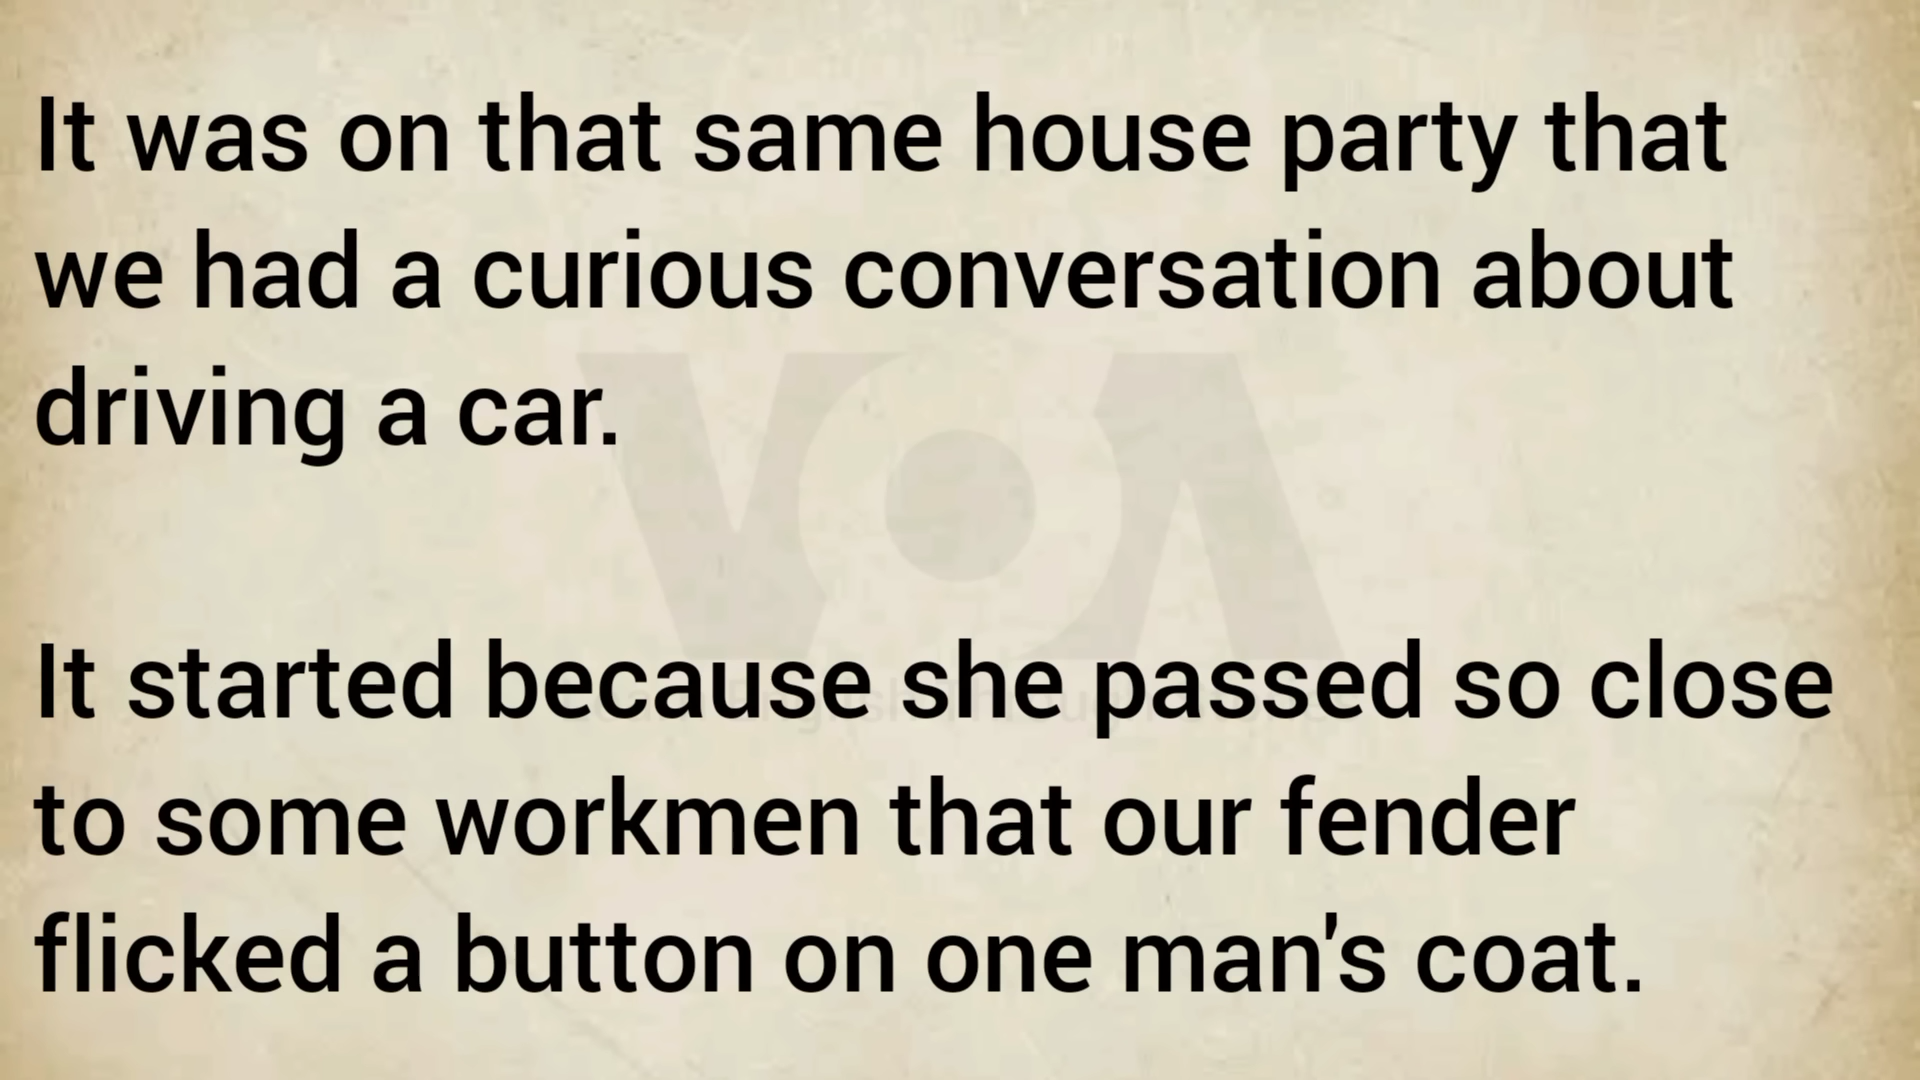 It was on that same house party that
we had a curious conversation about
driving a car.
VOA
It started because she passed so close
to some workmen that our fender
flicked a button on one man's coat.